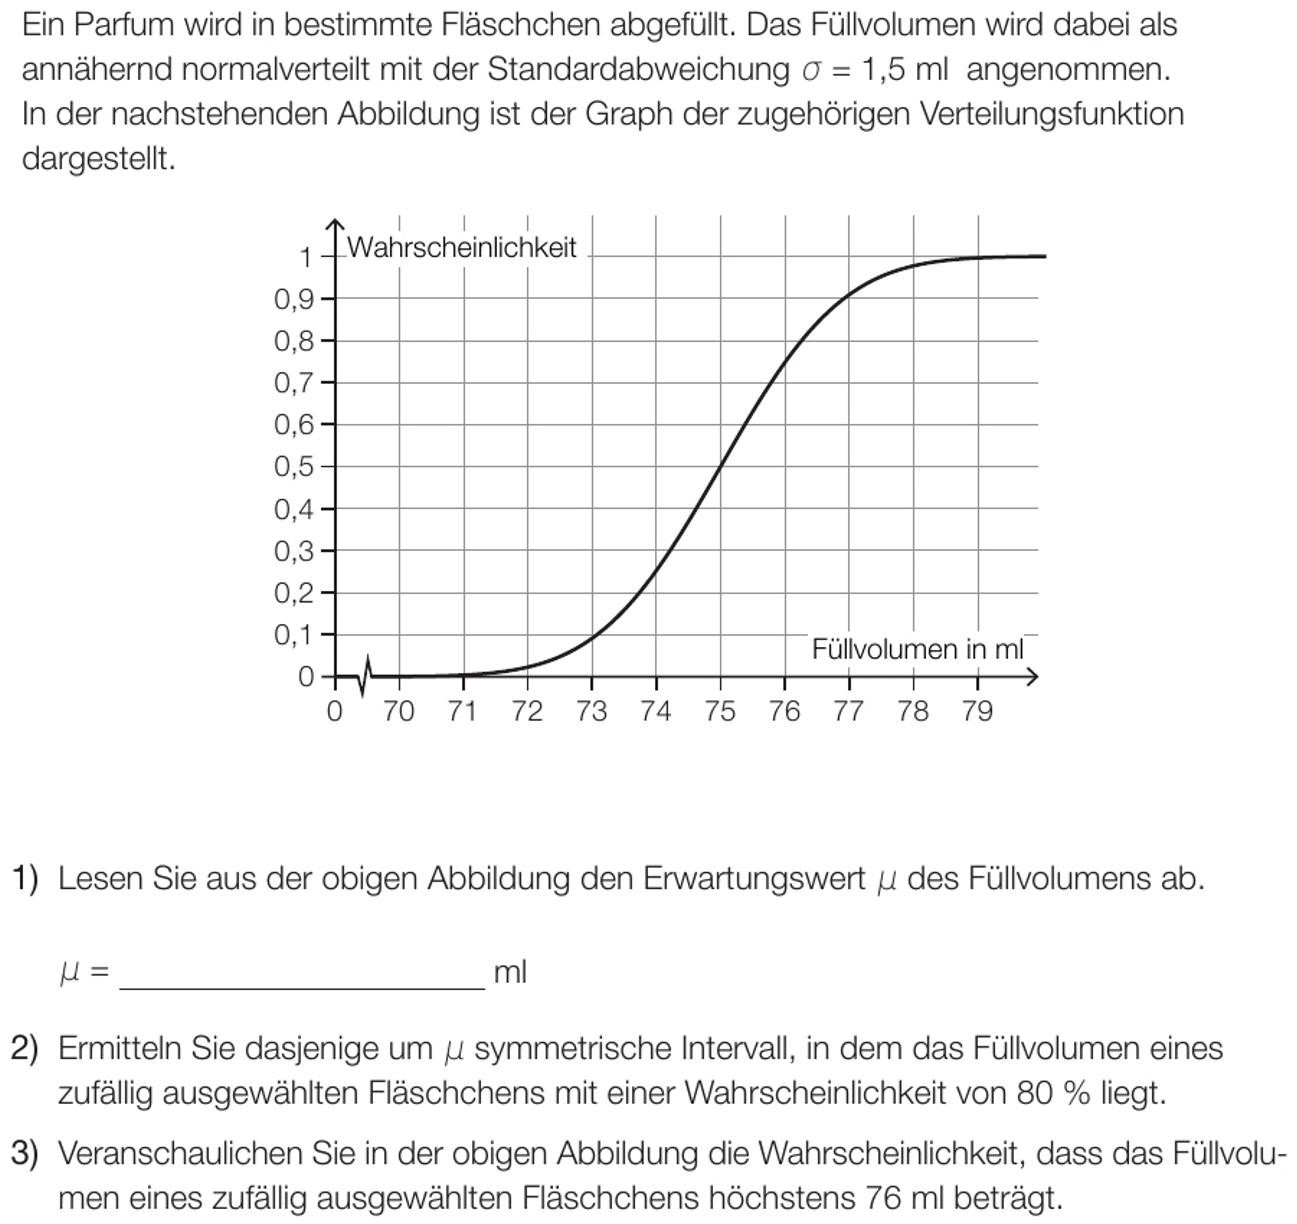 Ein Parfum wird in bestimmte Fläschchen abgefüllt. Das Füllvolumen wird dabei als
annähernd normalverteilt mit der Standardabweichung σ = 1,5 ml angenommen.
In der nachstehenden Abbildung ist der Graph der zugehörigen Verteilungsfunktion
dargestellt.
Wahrscheinlichkeit
1
0,9
0,8
0,7
0,6
0,5
0,4
0,3
0,2
0,1
0
Füllvolumen in ml
0 70 71 72 73 74 75 76 77 78 79
1) Lesen Sie aus der obigen Abbildung den Erwartungswert μ des Füllvolumens ab.
μ = ______________________ ml
2) Ermitteln Sie dasjenige um μ symmetrische Intervall, in dem das Füllvolumen eines
zufällig ausgewählten Fläschchens mit einer Wahrscheinlichkeit von 80 % liegt.
3) Veranschaulichen Sie in der obigen Abbildung die Wahrscheinlichkeit, dass das Füllvolu-
men eines zufällig ausgewählten Fläschchens höchstens 76 ml beträgt.